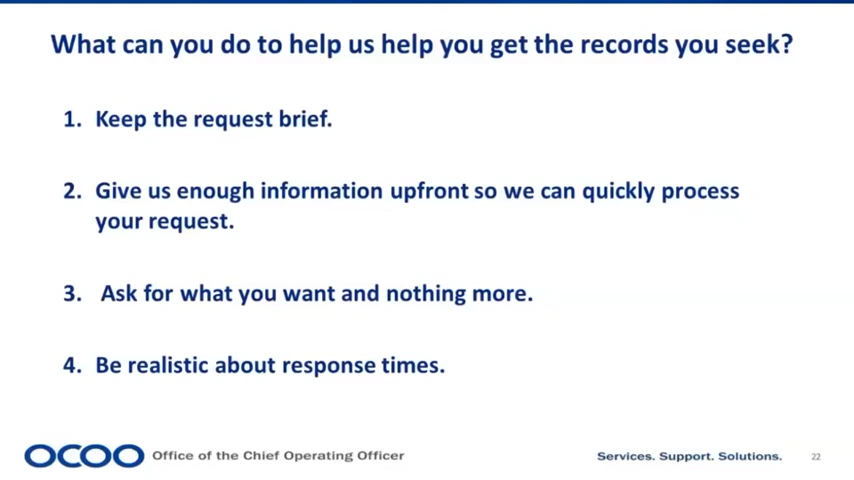 What can you do to help us help you get the records you seek?
1. Keep the request brief.
2. Give us enough information upfront so we can quickly process
your request.
3. Ask for what you want and nothing more.
4. Be realistic about response times.
OCOO Office of the Chief Operating Officer
Services. Support. Solutions.
22